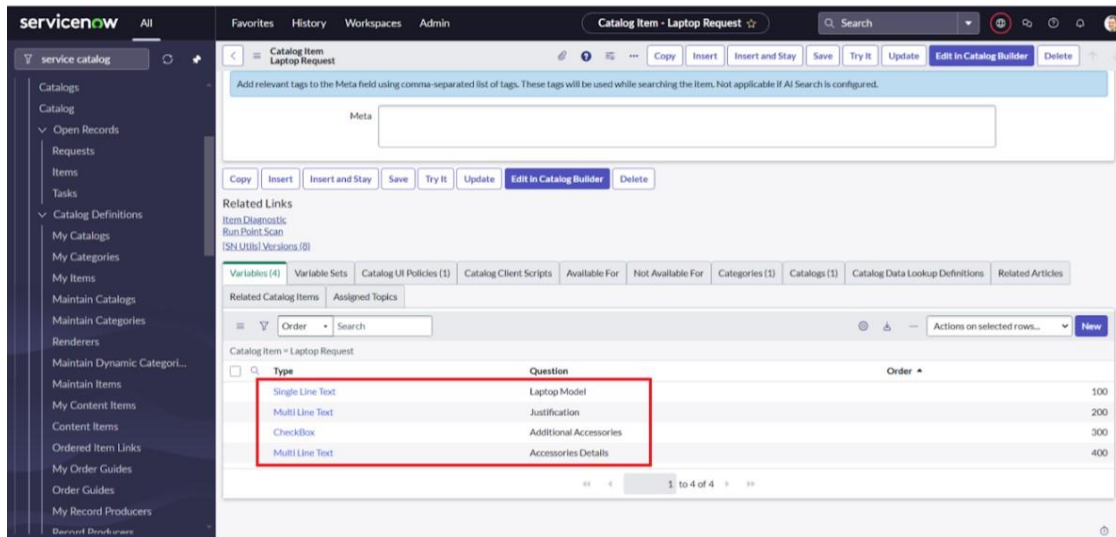 servicenow All Favorites History Workspaces Admin Catalog Item - Laptop Request Search
service catalog
Catalogs
Catalog
Open Records
Requests
Items
Tasks
Catalog Definitions
My Catalogs
My Categories
My Items
Maintain Catalogs
Maintain Categories
Renderers
Maintain Dynamic Categori...
Maintain Items
My Content Items
Content Items
Ordered Item Links
My Order Guides
Order Guides
My Record Producers
Record Producers
Catalog Item
Laptop Request
Copy Insert Insert and Stay Save Try It Update Edit in Catalog Builder Delete
Add relevant tags to the Meta field using comma-separated list of tags. These tags will be used while searching the item. Not applicable if AI Search is configured.
Meta
Copy Insert Insert and Stay Save Try It Update Edit in Catalog Builder Delete
Related Links
Item Diagnostic
Run Point Scan
[SN Utils] Versions (8)
Variables (4) Variable Sets Catalog UI Policies (1) Catalog Client Scripts Available For Not Available For Categories (1) Catalogs (1) Catalog Data Lookup Definitions Related Articles
Related Catalog Items Assigned Topics
Order Search Actions on selected rows... New
Catalog item = Laptop Request
Type Question Order
Single Line Text Laptop Model 100
Multi Line Text Justification 200
CheckBox Additional Accessories 300
Multi Line Text Accessories Details 400
1 to 4 of 4